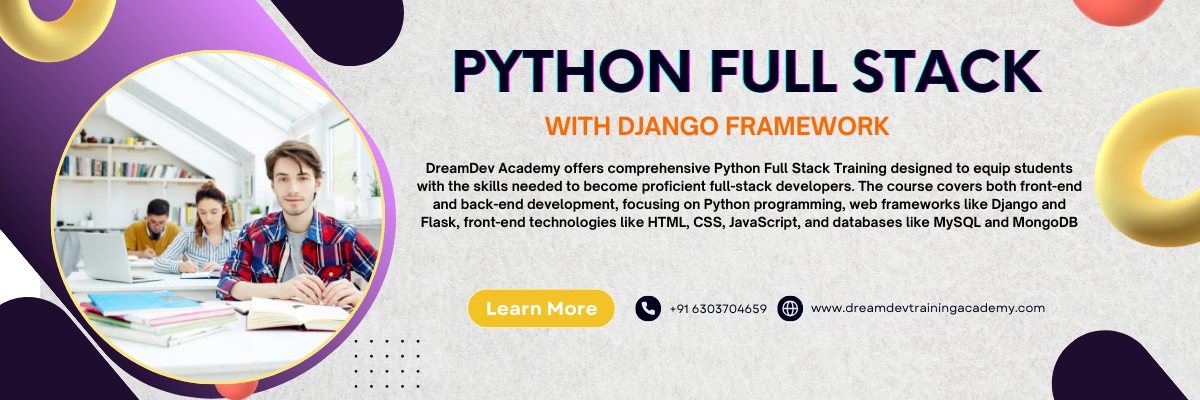 PYTHON FULL STACK
WITH DJANGO FRAMEWORK
DreamDev Academy offers comprehensive Python Full Stack Training designed to equip students
with the skills needed to become proficient full-stack developers. The course covers both front-end
and back-end development, focusing on Python programming, web frameworks like Django and
Flask, front-end technologies like HTML, CSS, JavaScript, and databases like MySQL and MongoDB
Learn More
+91 6303704659
www.dreamdevtrainingacademy.com